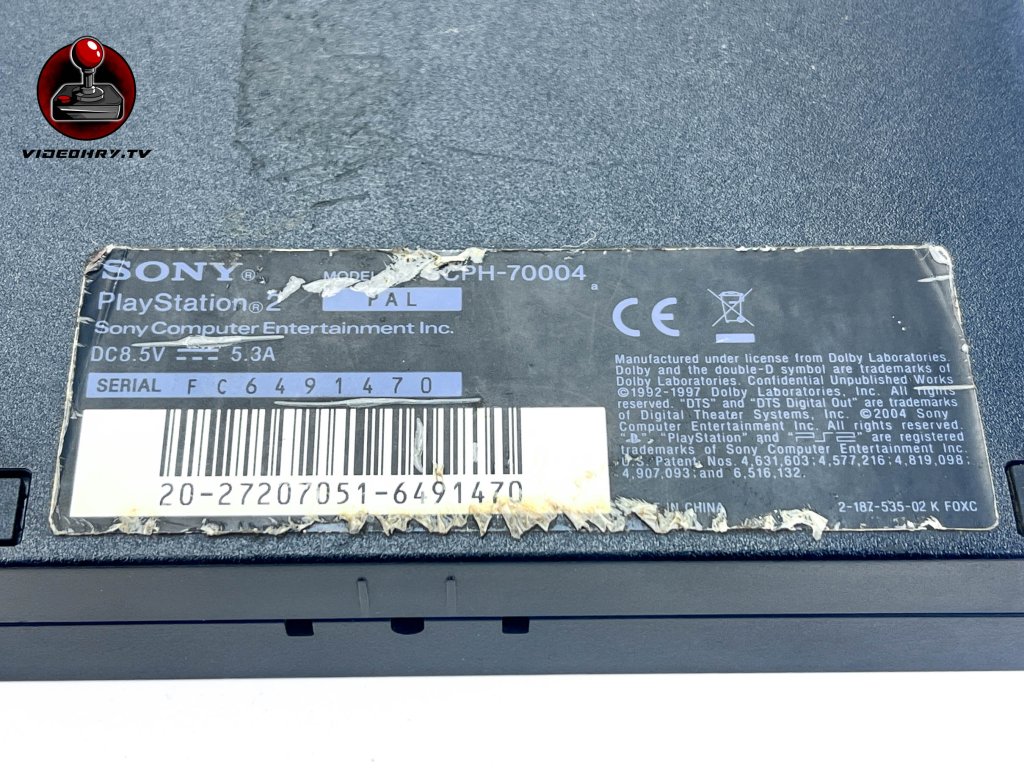 VIDEOHRY.TV
SONY® MODEL SCPH-70004 a
PlayStation®2 PAL
Sony Computer Entertainment Inc.
DC8.5V 5.3A
SERIAL FC6491470
20-27207051-6491470
CE
Manufactured under license from Dolby Laboratories.
Dolby and the double-D symbol are trademarks of
Dolby Laboratories. Confidential Unpublished Works
©1992-1997 Dolby Laboratories, Inc. All rights
reserved. "DTS" and "DTS Digital Out" are trademarks
of Digital Theater Systems, Inc. ©2004 Sony
Computer Entertainment Inc. All rights reserved.
" ", "PlayStation" and "PS2" are registered
trademarks of Sony Computer Entertainment Inc.
U.S. Patent Nos. 4,631,603; 4,577,216; 4,819,098;
4,907,093; and 6,516,132.
IN CHINA 2-187-535-02 K FOXC